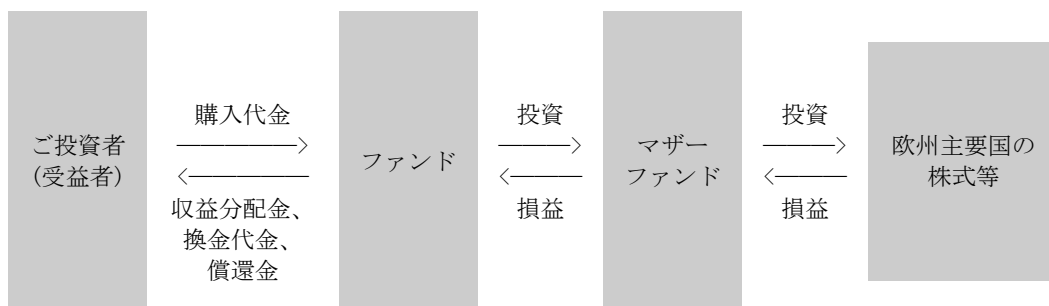 ご投資者
(受益者)
購入代金
収益分配金、
換金代金、
償還金
ファンド
投資
損益
マザー
ファンド
投資
損益
欧州主要国の
株式等